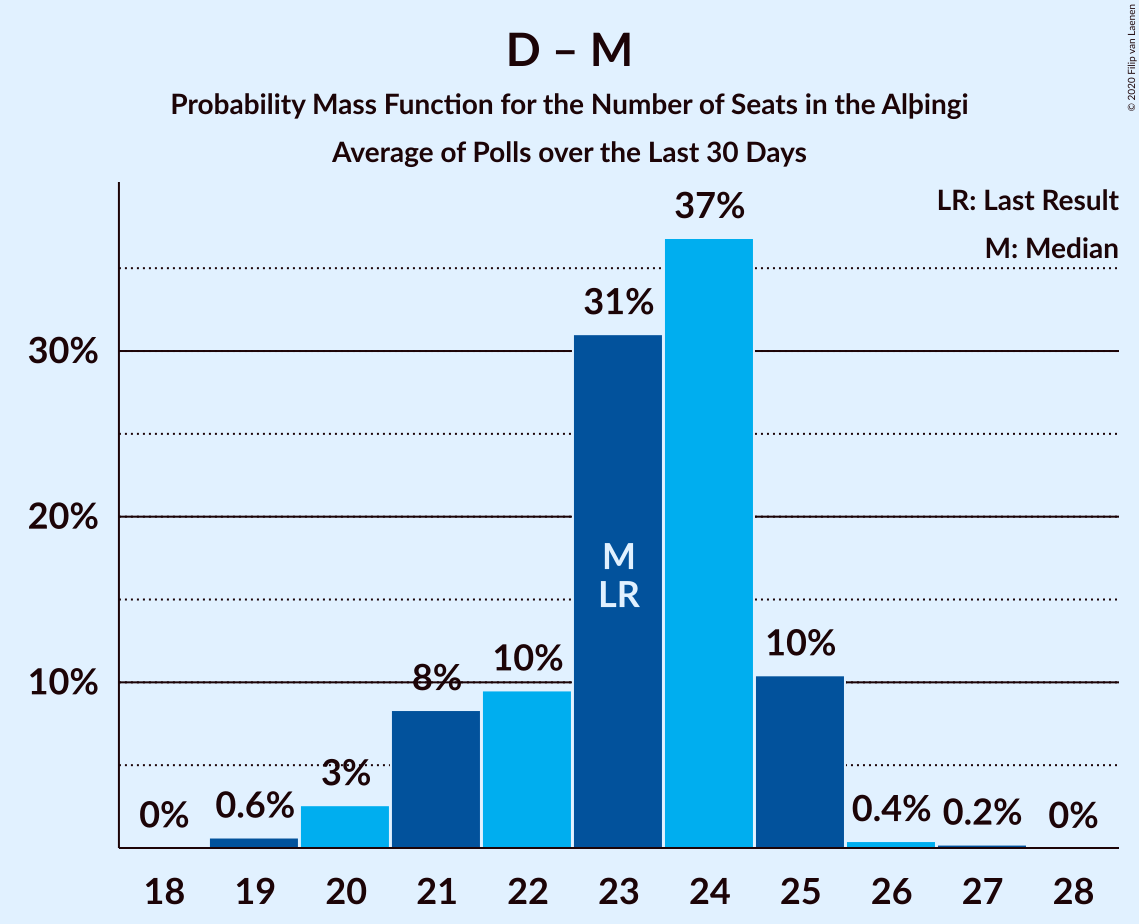 D – M
Probability Mass Function for the Number of Seats in the Alþingi
Average of Polls over the Last 30 Days
© 2020 Filip van Laenen
LR: Last Result
M: Median
37%
31%
30%
20%
M
LR
10%
10%
10%
8%
3%
0%
0.6%
0.4%
0.2%
0%
18 19 20 21 22 23 24 25 26 27 28